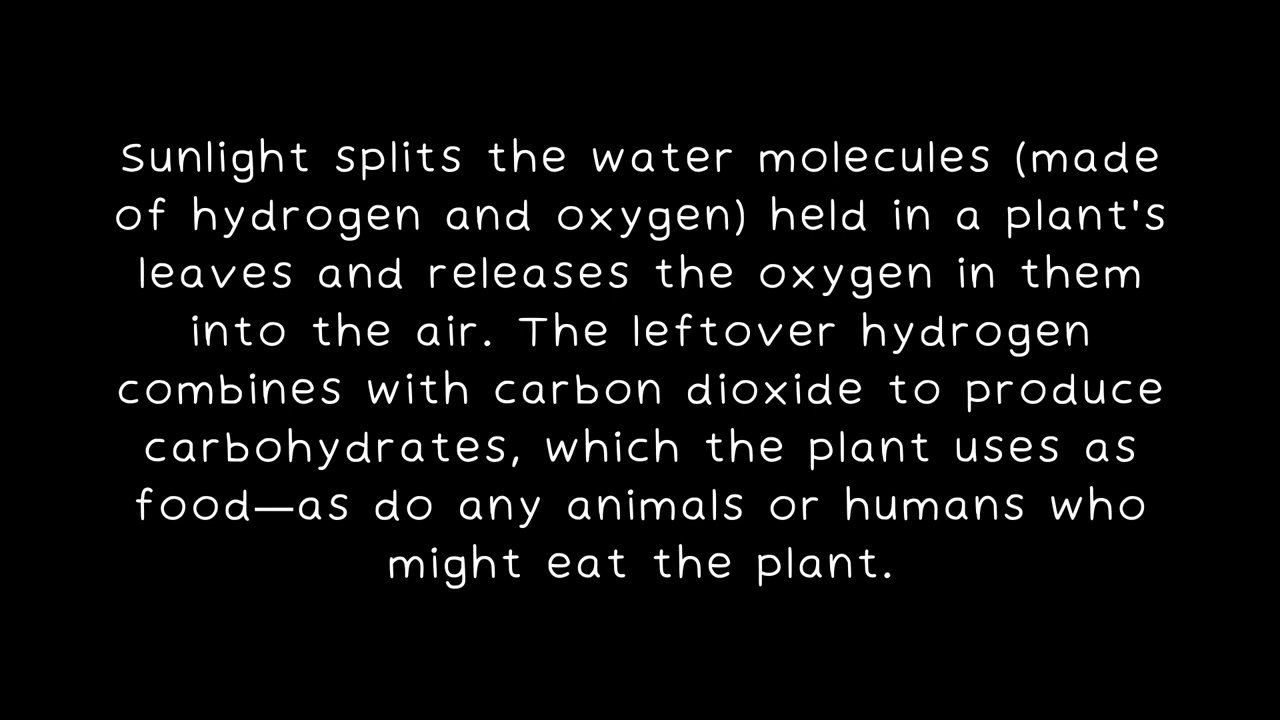 Sunlight splits the water molecules (made
of hydrogen and oxygen) held in a plant's
leaves and releases the oxygen in them
into the air. The leftover hydrogen
combines with carbon dioxide to produce
carbohydrates, which the plant uses as
food—as do any animals or humans who
might eat the plant.